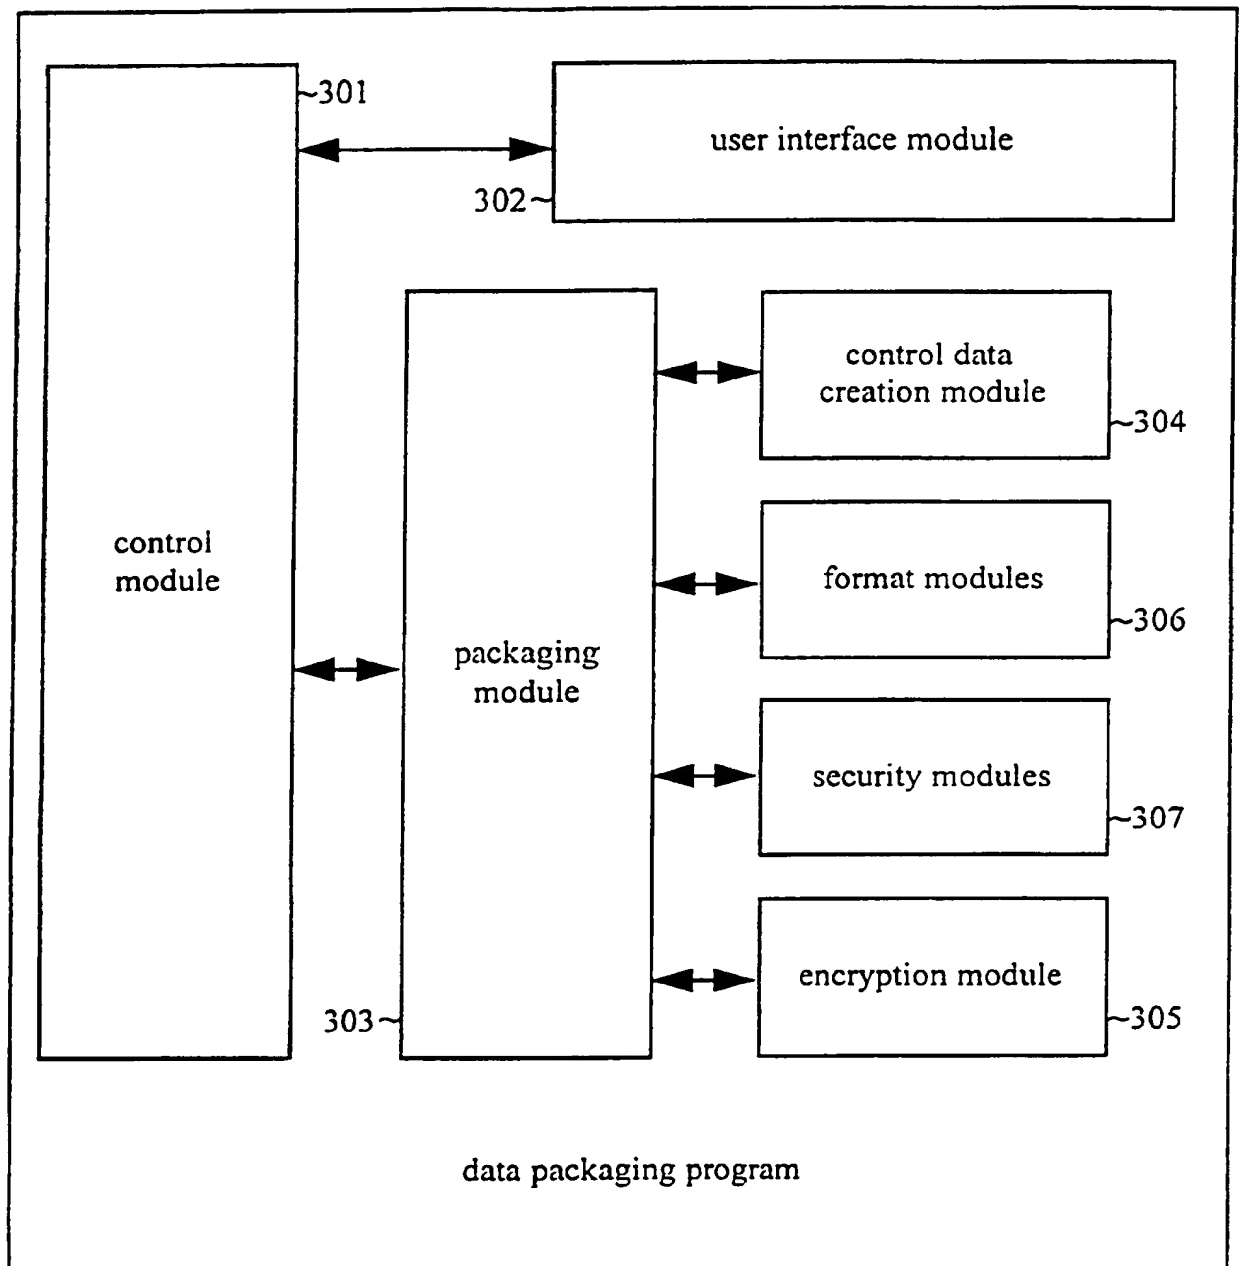 301
user interface module
302
control data
creation module
304
control
module
format modules
306
packaging
module
security modules
307
encryption module
303
305
data packaging program